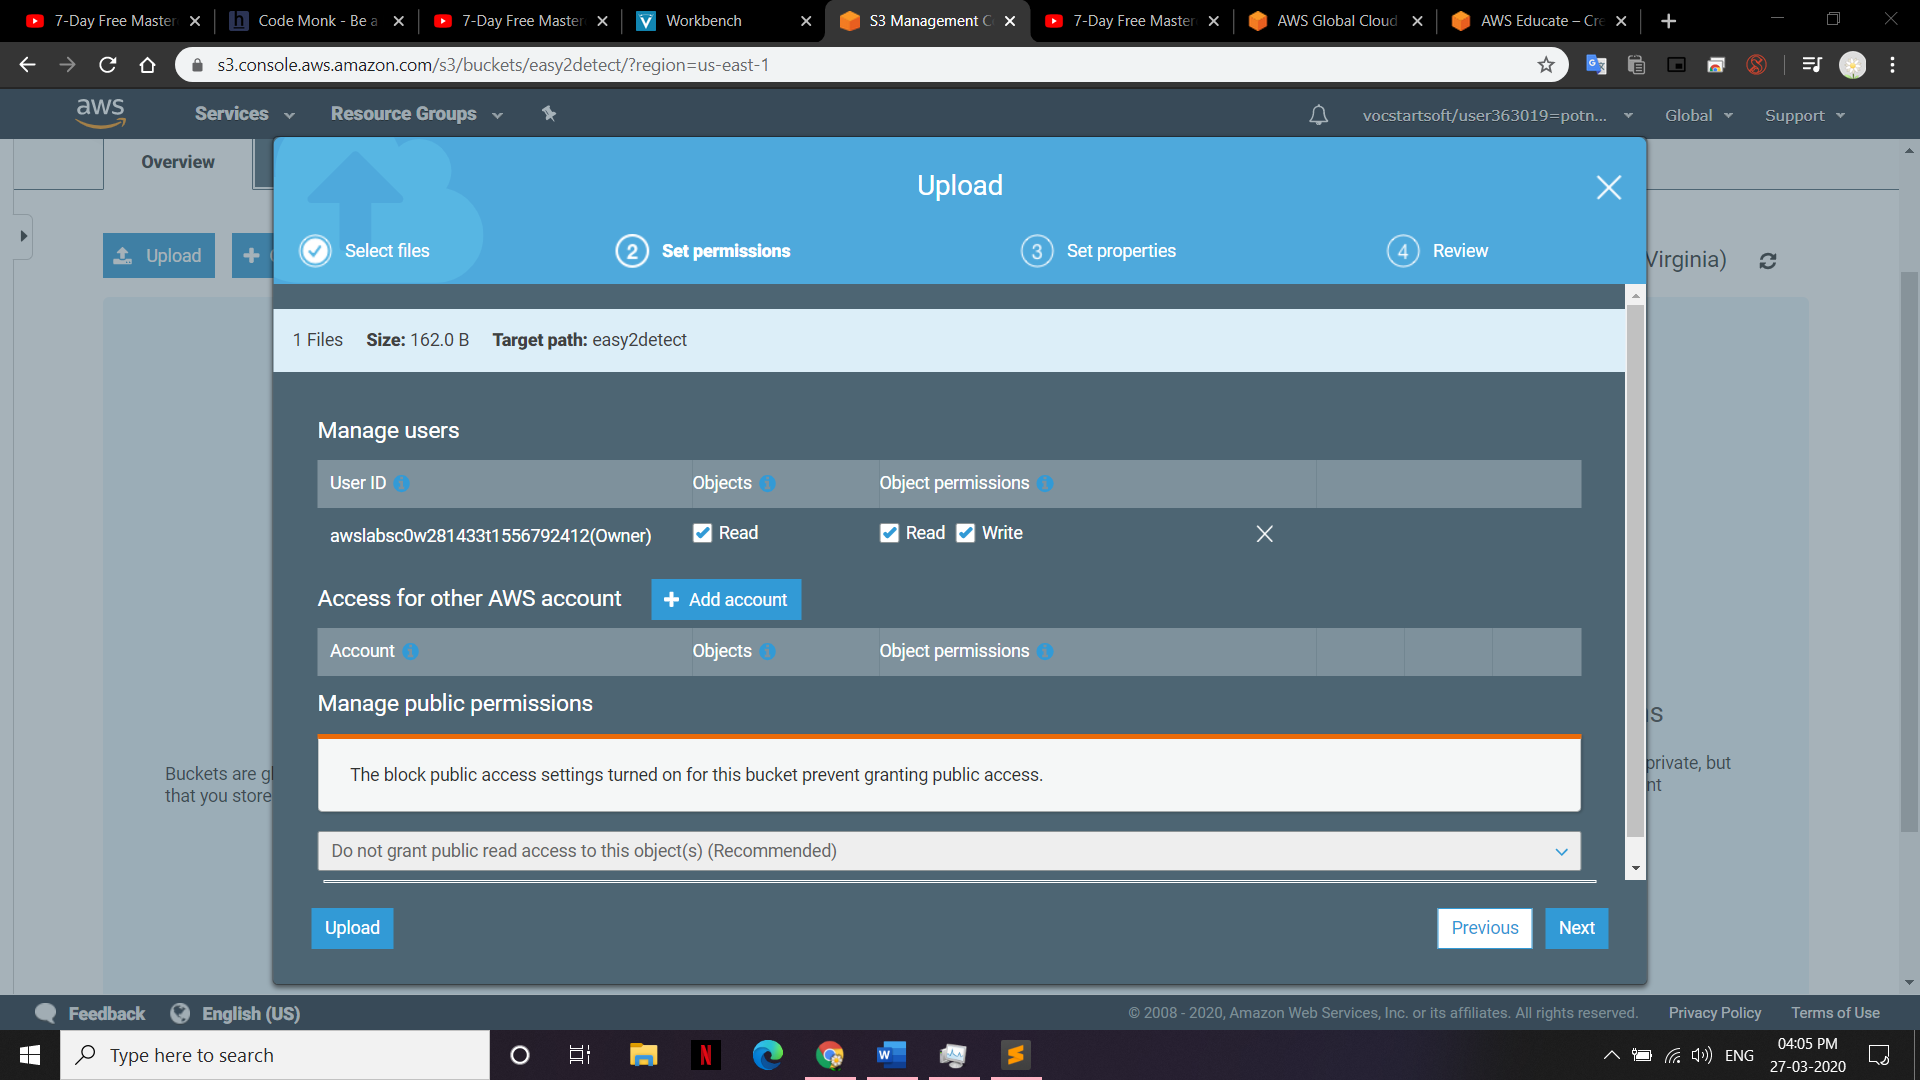 7-Day Free Master
Code Monk - Be a
7-Day Free Master
Workbench
S3 Management C
7-Day Free Master
AWS Global Cloud
AWS Educate – Cre
s3.console.aws.amazon.com/s3/buckets/easy2detect/?region=us-east-1
aws
Services
Resource Groups
vocstartsoft/user363019=potn...
Global
Support
Overview
Upload
Virginia)
Upload
Select files
2 Set permissions
3 Set properties
4 Review
1 Files Size: 162.0 B Target path: easy2detect
Manage users
User ID Objects Object permissions
awslabsc0w281433t1556792412(Owner) Read Read Write
Access for other AWS account
Add account
Account Objects Object permissions
Manage public permissions
The block public access settings turned on for this bucket prevent granting public access.
Do not grant public read access to this object(s) (Recommended)
Upload
Previous
Next
Buckets are gl
that you store
private, but
Feedback
English (US)
© 2008 - 2020, Amazon Web Services, Inc. or its affiliates. All rights reserved.
Privacy Policy
Terms of Use
Type here to search
ENG
04:05 PM
27-03-2020